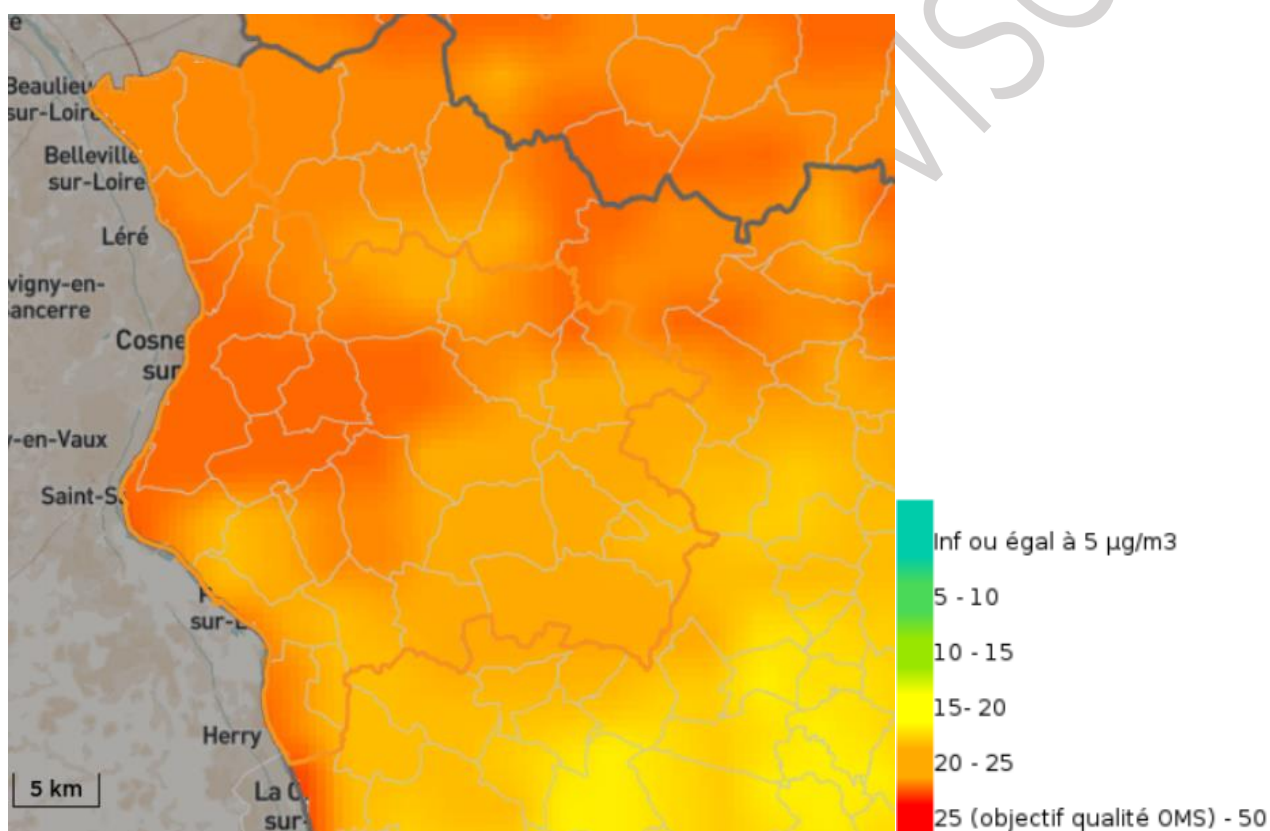 e
Beaulieu
sur-Loire
Belleville
sur-Loire
Léré
vigny-en-
ancerre
Cosne
sur
y-en-Vaux
Saint-S
sur-L
Herry
5 km
La C
sur-
Inf ou égal à 5 µg/m3
5 - 10
10 - 15
15- 20
20 - 25
25 (objectif qualité OMS) - 50